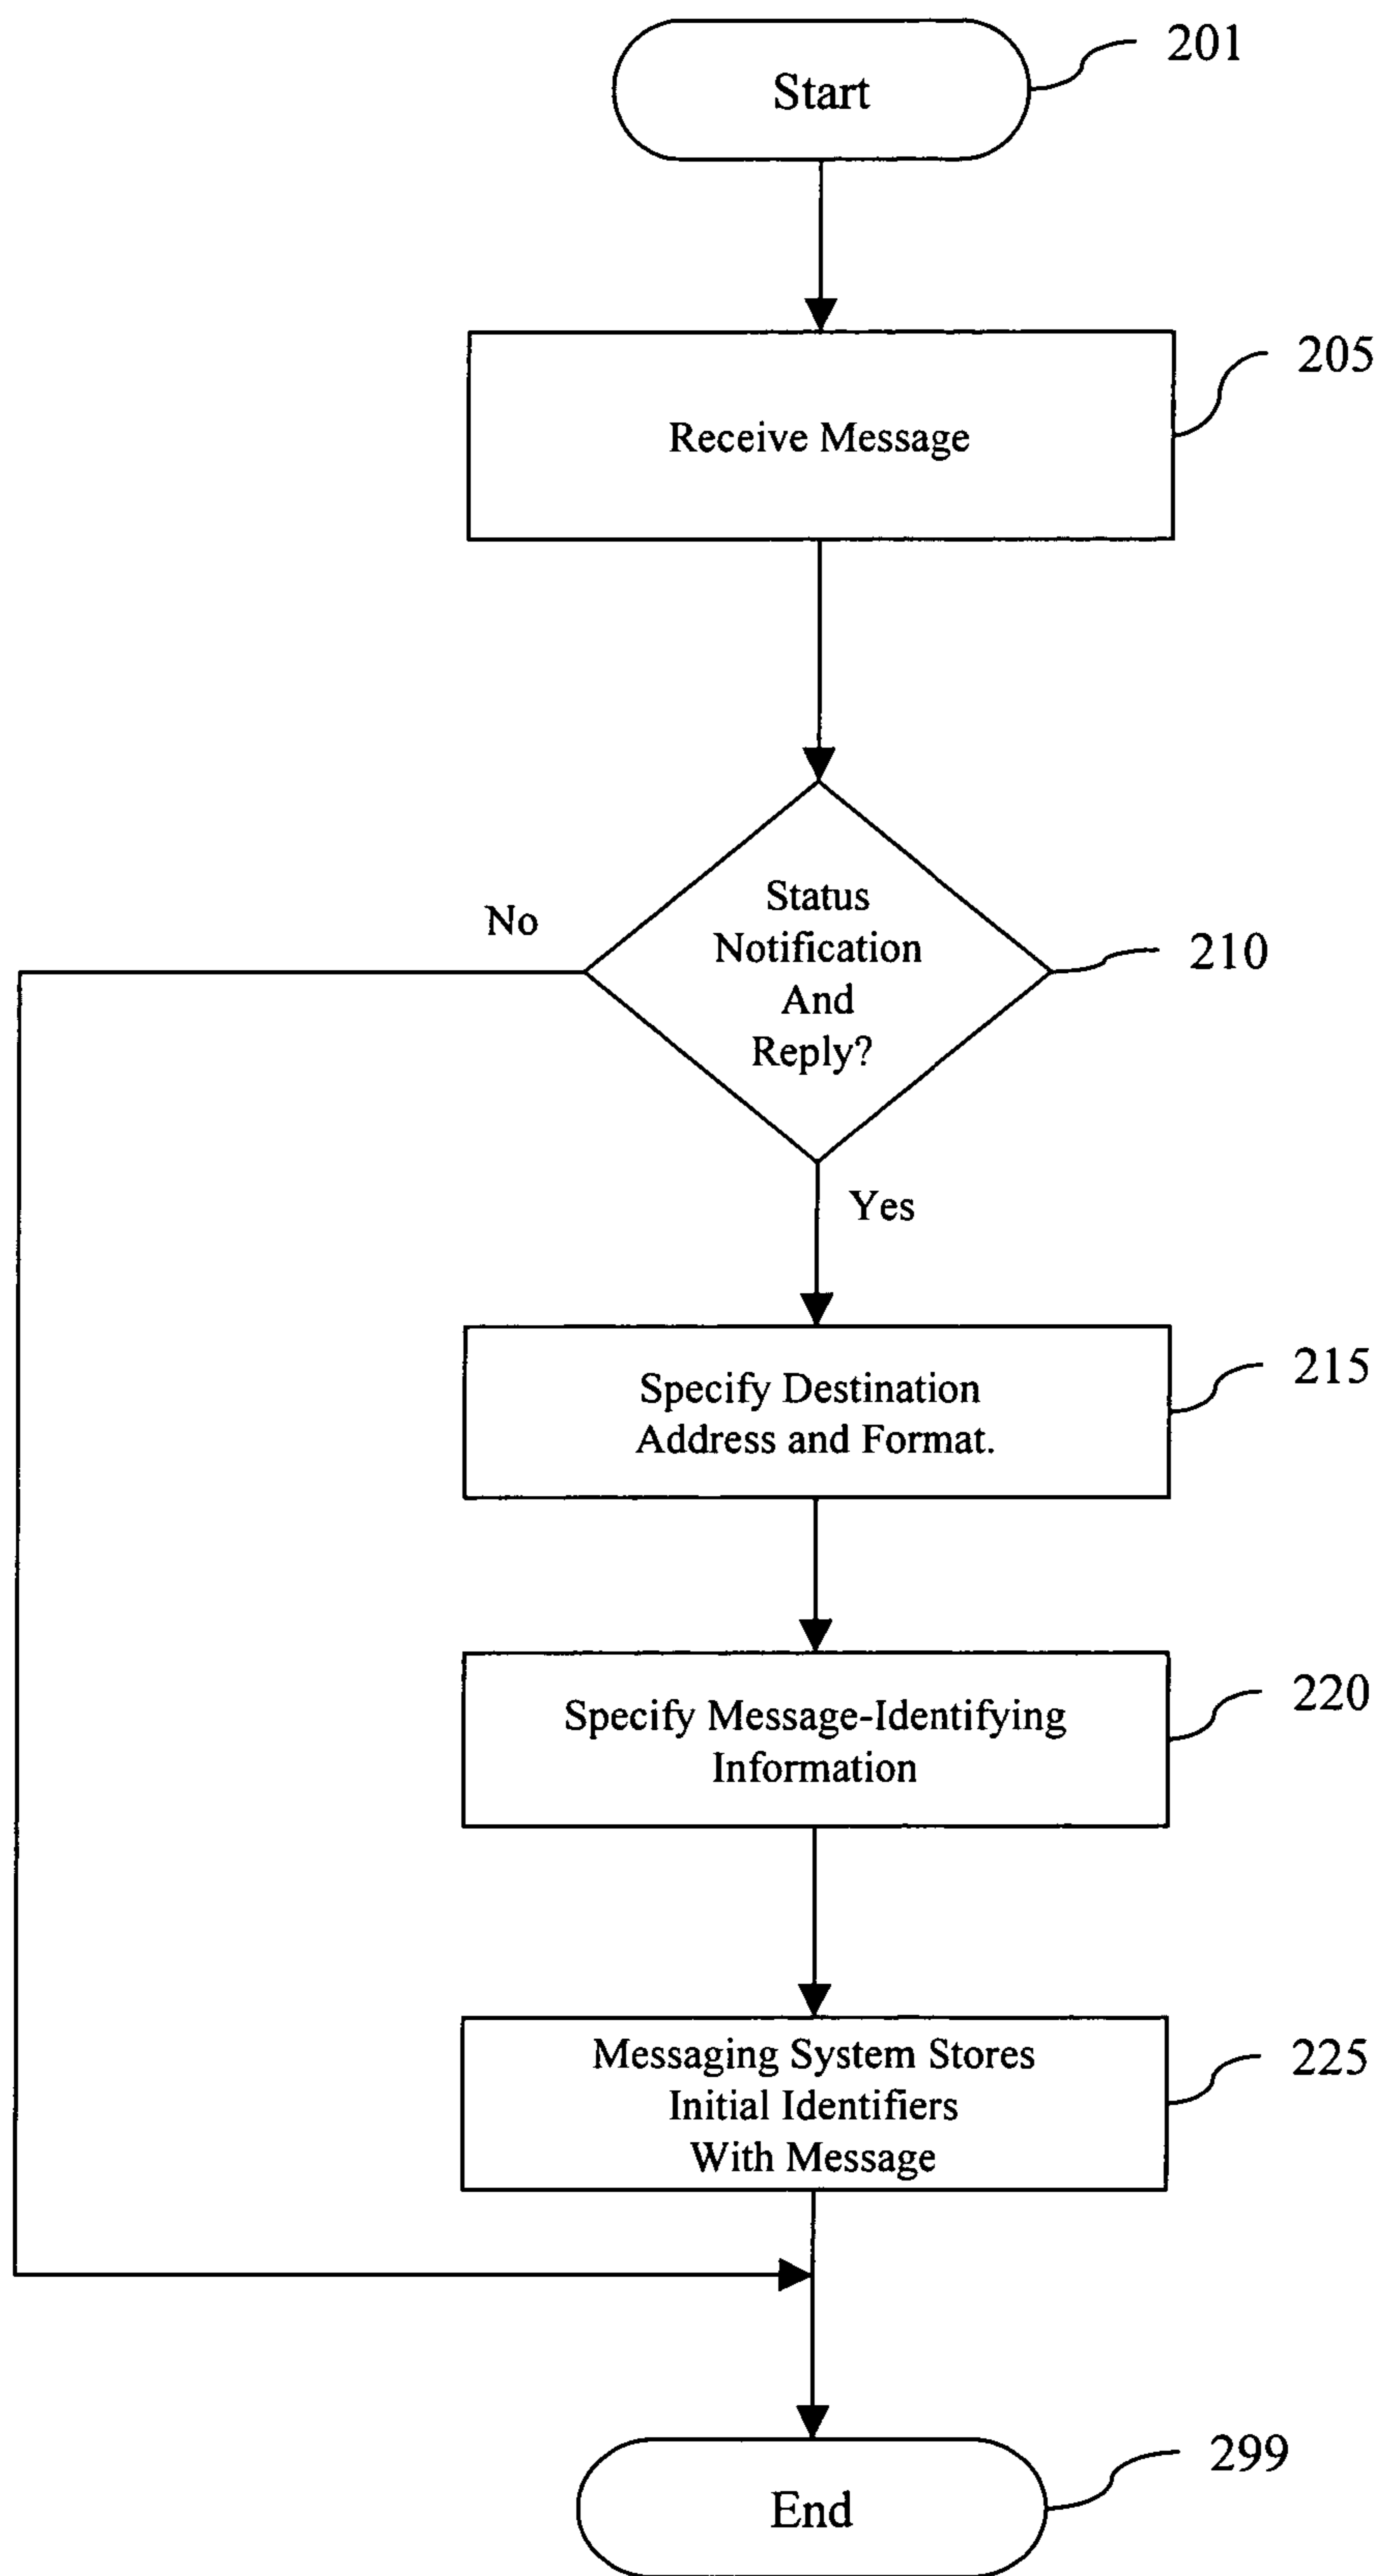 Start
201
Receive Message
205
Status
Notification
And
Reply?
210
No
Yes
Specify Destination
Address and Format.
215
Specify Message-Identifying
Information
220
Messaging System Stores
Initial Identifiers
With Message
225
End
299